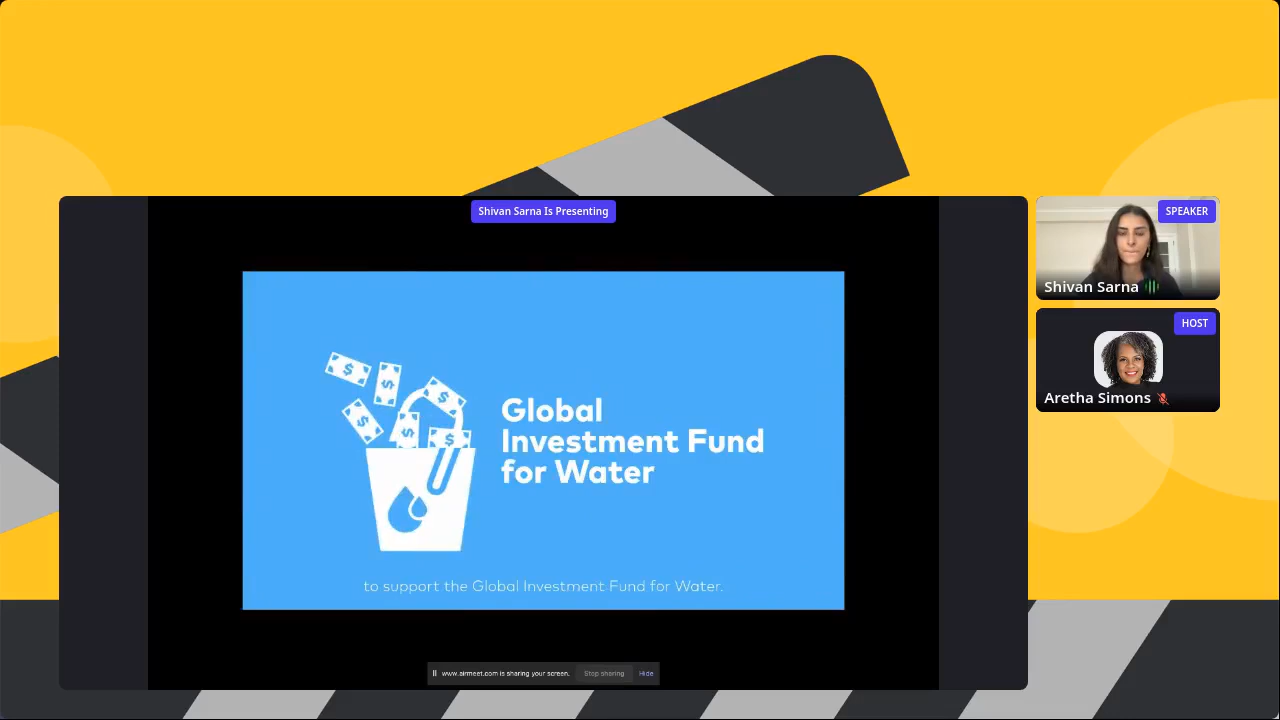 Shivan Sarna Is Presenting
SPEAKER
Shivan Sarna
HOST
Aretha Simons
$
$
$
$
$
$
Global
Investment Fund
for Water
to support the Global Investment Fund for Water.
www.airmeet.com is sharing your screen.
Stop sharing
Hide